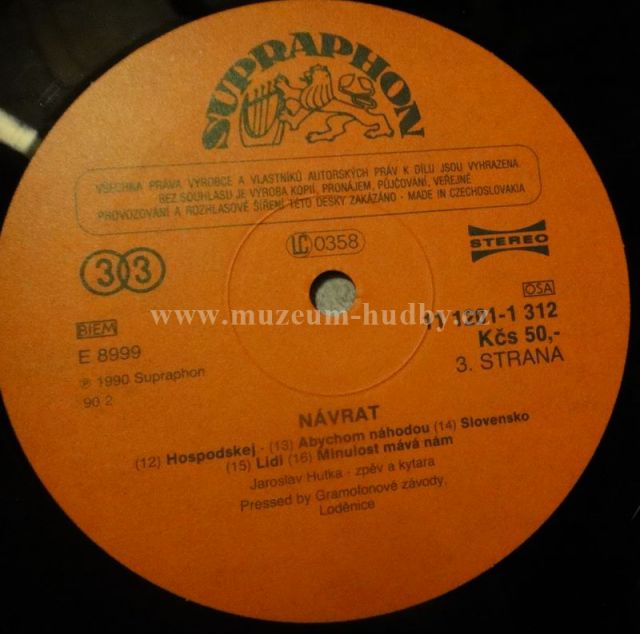 SUPRAPHON
VŠECHNA PRÁVA VÝROBCE A VLASTNÍKŮ AUTORSKÝCH PRÁV K DÍLU JSOU VYHRAZENA.
BEZ SOUHLASU JE VÝROBA KOPIÍ, PRONÁJEM, PŮJČOVÁNÍ, VEŘEJNÉ
PROVOZOVÁNÍ A ROZHLASOVÉ ŠÍŘENÍ TÉTO DESKY ZAKÁZÁNO · MADE IN CZECHOSLOVAKIA
LC 0358
STEREO
33
OSA
www.muzeum-hudby.cz
1-1 312
BIEM
Kčs 50,-
E 8999
3. STRANA
℗ 1990 Supraphon
90 2
NÁVRAT
(12) Hospodskej - (13) Abychom náhodou (14) Slovensko
(15) Lidi (16) Minulost mává nám
Jaroslav Hutka - zpěv a kytara
Pressed by Gramofonové závody,
Loděnice